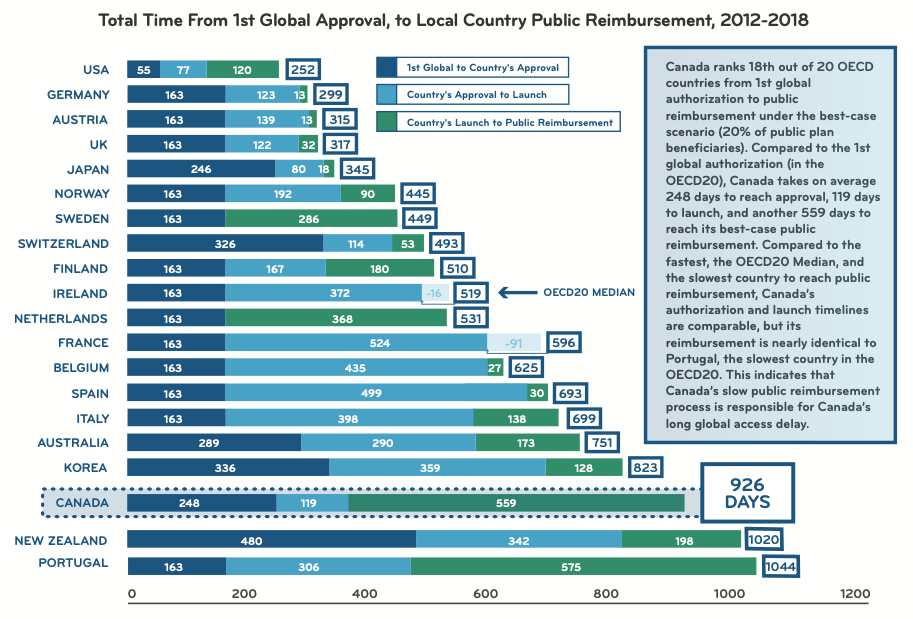 Total Time From 1st Global Approval, to Local Country Public Reimbursement, 2012-2018
USA 55 77 120 252
GERMANY 163 123 13 299
AUSTRIA 163 139 13 315
UK 163 122 32 317
JAPAN 246 80 18 345
NORWAY 163 192 90 445
SWEDEN 163 286 449
SWITZERLAND 326 114 53 493
FINLAND 163 167 180 510
IRELAND 163 372 -16 519 OECD20 MEDIAN
NETHERLANDS 163 368 531
FRANCE 163 524 -91 596
BELGIUM 163 435 27 625
SPAIN 163 499 30 693
ITALY 163 398 138 699
AUSTRALIA 289 290 173 751
KOREA 336 359 128 823
CANADA 248 119 559 926
DAYS
NEW ZEALAND 480 342 198 1020
PORTUGAL 163 306 575 1044
0 200 400 600 800 1000 1200
1st Global to Country's Approval
Country's Approval to Launch
Country's Launch to Public Reimbursement
Canada ranks 18th out of 20 OECD
countries from 1st global
authorization to public
reimbursement under the best-case
scenario (20% of public plan
beneficiaries). Compared to the 1st
global authorization (in the
OECD20), Canada takes on average
248 days to reach approval, 119 days
to launch, and another 559 days to
reach its best-case public
reimbursement. Compared to the
fastest, the OECD20 Median, and
the slowest country to reach public
reimbursement, Canada's
authorization and launch timelines
are comparable, but its
reimbursement is nearly identical to
Portugal, the slowest country in the
OECD20. This indicates that
Canada's slow public reimbursement
process is responsible for Canada's
long global access delay.